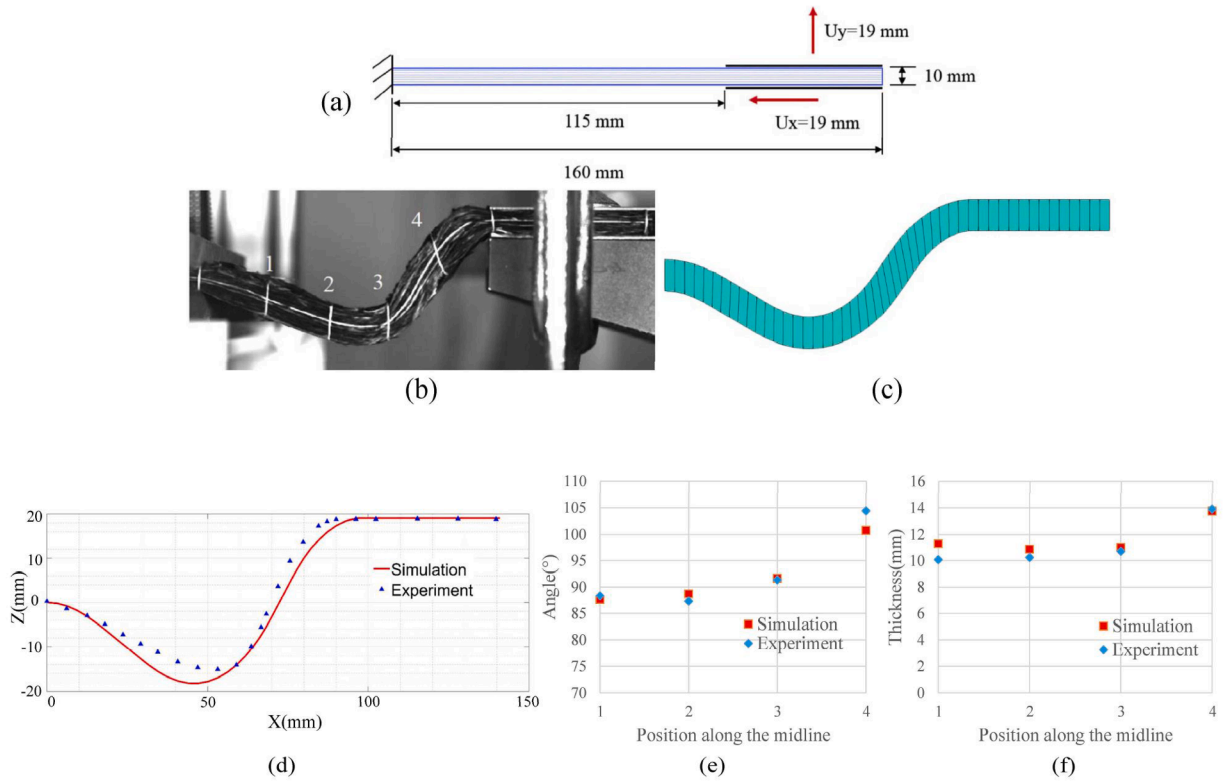 Uy=19 mm
10 mm
(a)
115 mm
Ux=19 mm
160 mm
1
2
3
4
(b)
(c)
20
10
0
-10
-20
Z(mm)
Simulation
Experiment
0
50
100
150
X(mm)
(d)
110
105
100
95
90
85
80
75
70
Angle(°)
Simulation
Experiment
1
2
3
4
Position along the midline
(e)
16
14
12
10
8
6
4
2
0
Thickness(mm)
Simulation
Experiment
1
2
3
4
Position along the midline
(f)